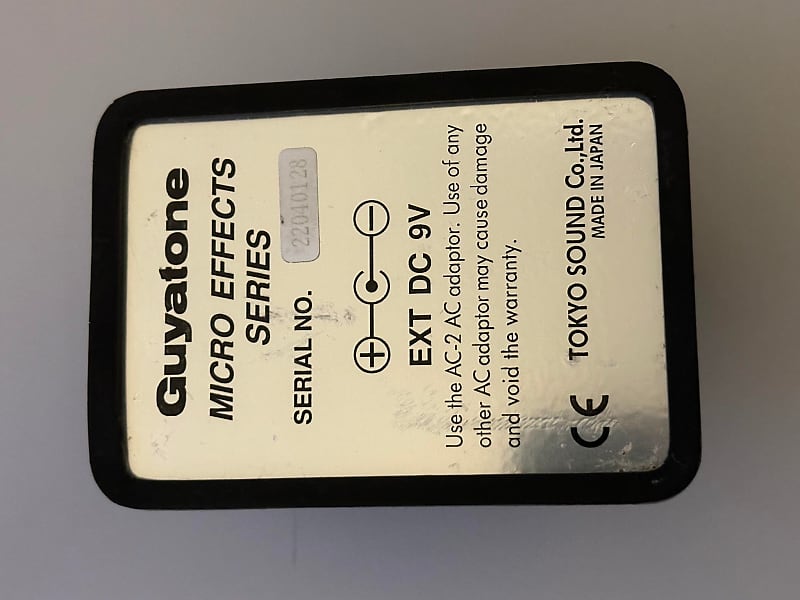 Guyatone
MICRO EFFECTS
SERIES
SERIAL NO. 22040128
EXT DC 9V
Use the AC-2 AC adaptor. Use of any
other AC adaptor may cause damage
and void the warranty.
CE TOKYO SOUND Co.,Ltd.
MADE IN JAPAN